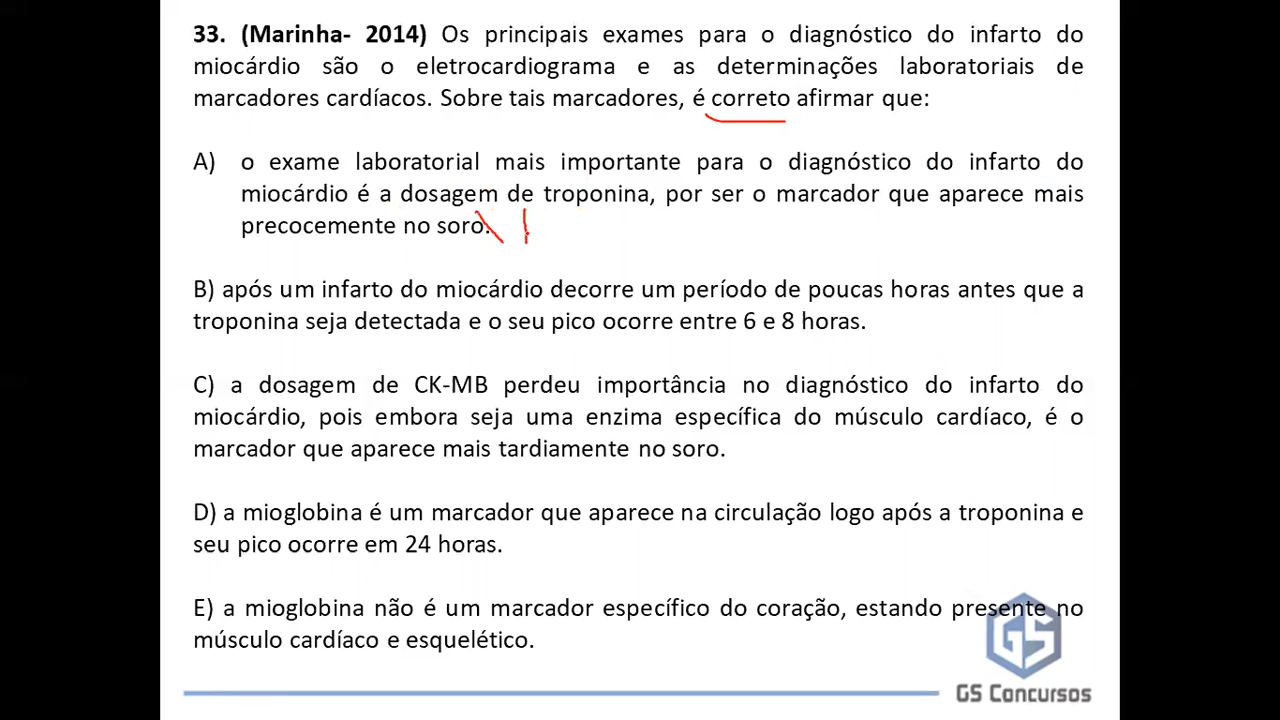 33. (Marinha- 2014) Os principais exames para o diagnóstico do infarto do
miocárdio são o eletrocardiograma e as determinações laboratoriais de
marcadores cardíacos. Sobre tais marcadores, é correto afirmar que:
A) o exame laboratorial mais importante para o diagnóstico do infarto do
miocárdio é a dosagem de troponina, por ser o marcador que aparece mais
precocemente no soro.
B) após um infarto do miocárdio decorre um período de poucas horas antes que a
troponina seja detectada e o seu pico ocorre entre 6 e 8 horas.
C) a dosagem de CK-MB perdeu importância no diagnóstico do infarto do
miocárdio, pois embora seja uma enzima específica do músculo cardíaco, é o
marcador que aparece mais tardiamente no soro.
D) a mioglobina é um marcador que aparece na circulação logo após a troponina e
seu pico ocorre em 24 horas.
E) a mioglobina não é um marcador específico do coração, estando presente no
músculo cardíaco e esquelético.
GS
GS Concursos